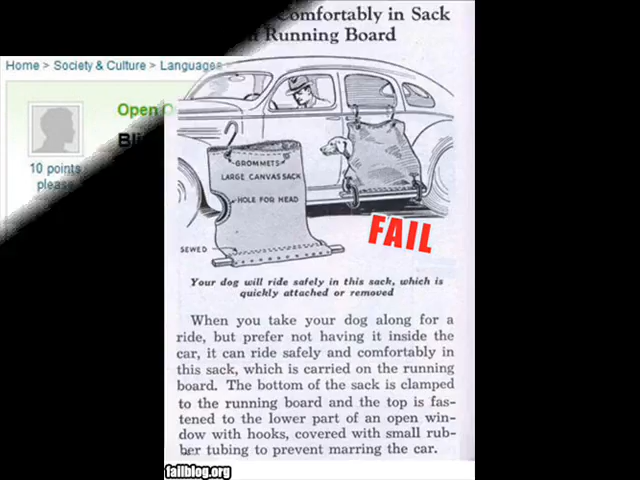 Comfortably in Sack
Running Board
Home > Society & Culture > Languages
Open
10 points
please
GROMMETS
LARGE CANVAS SACK
HOLE FOR HEAD
SEWED
FAIL
Your dog will ride safely in this sack, which is
quickly attached or removed
When you take your dog along for a
ride, but prefer not having it inside the
car, it can ride safely and comfortably in
this sack, which is carried on the running
board. The bottom of the sack is clamped
to the running board and the top is fas-
tened to the lower part of an open win-
dow with hooks, covered with small rub-
ber tubing to prevent marring the car.
failblog.org